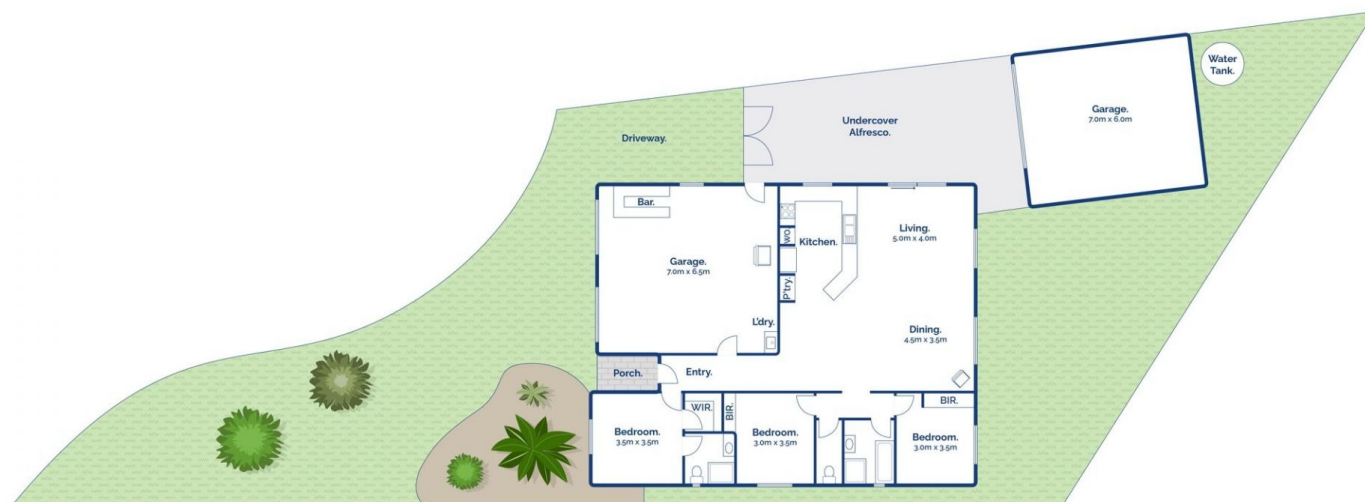 Water
Tank.
Garage.
7.0m x 6.0m
Undercover
Alfresco.
Driveway.
Bar.
Garage.
7.0m x 6.5m
L'dry.
WO
Kitchen.
P'try.
Living.
5.0m x 4.0m
Dining.
4.5m x 3.5m
Porch.
Entry.
Bedroom.
3.5m x 3.5m
WIR.
BIR.
Bedroom.
3.0m x 3.5m
BIR.
Bedroom.
3.0m x 3.5m